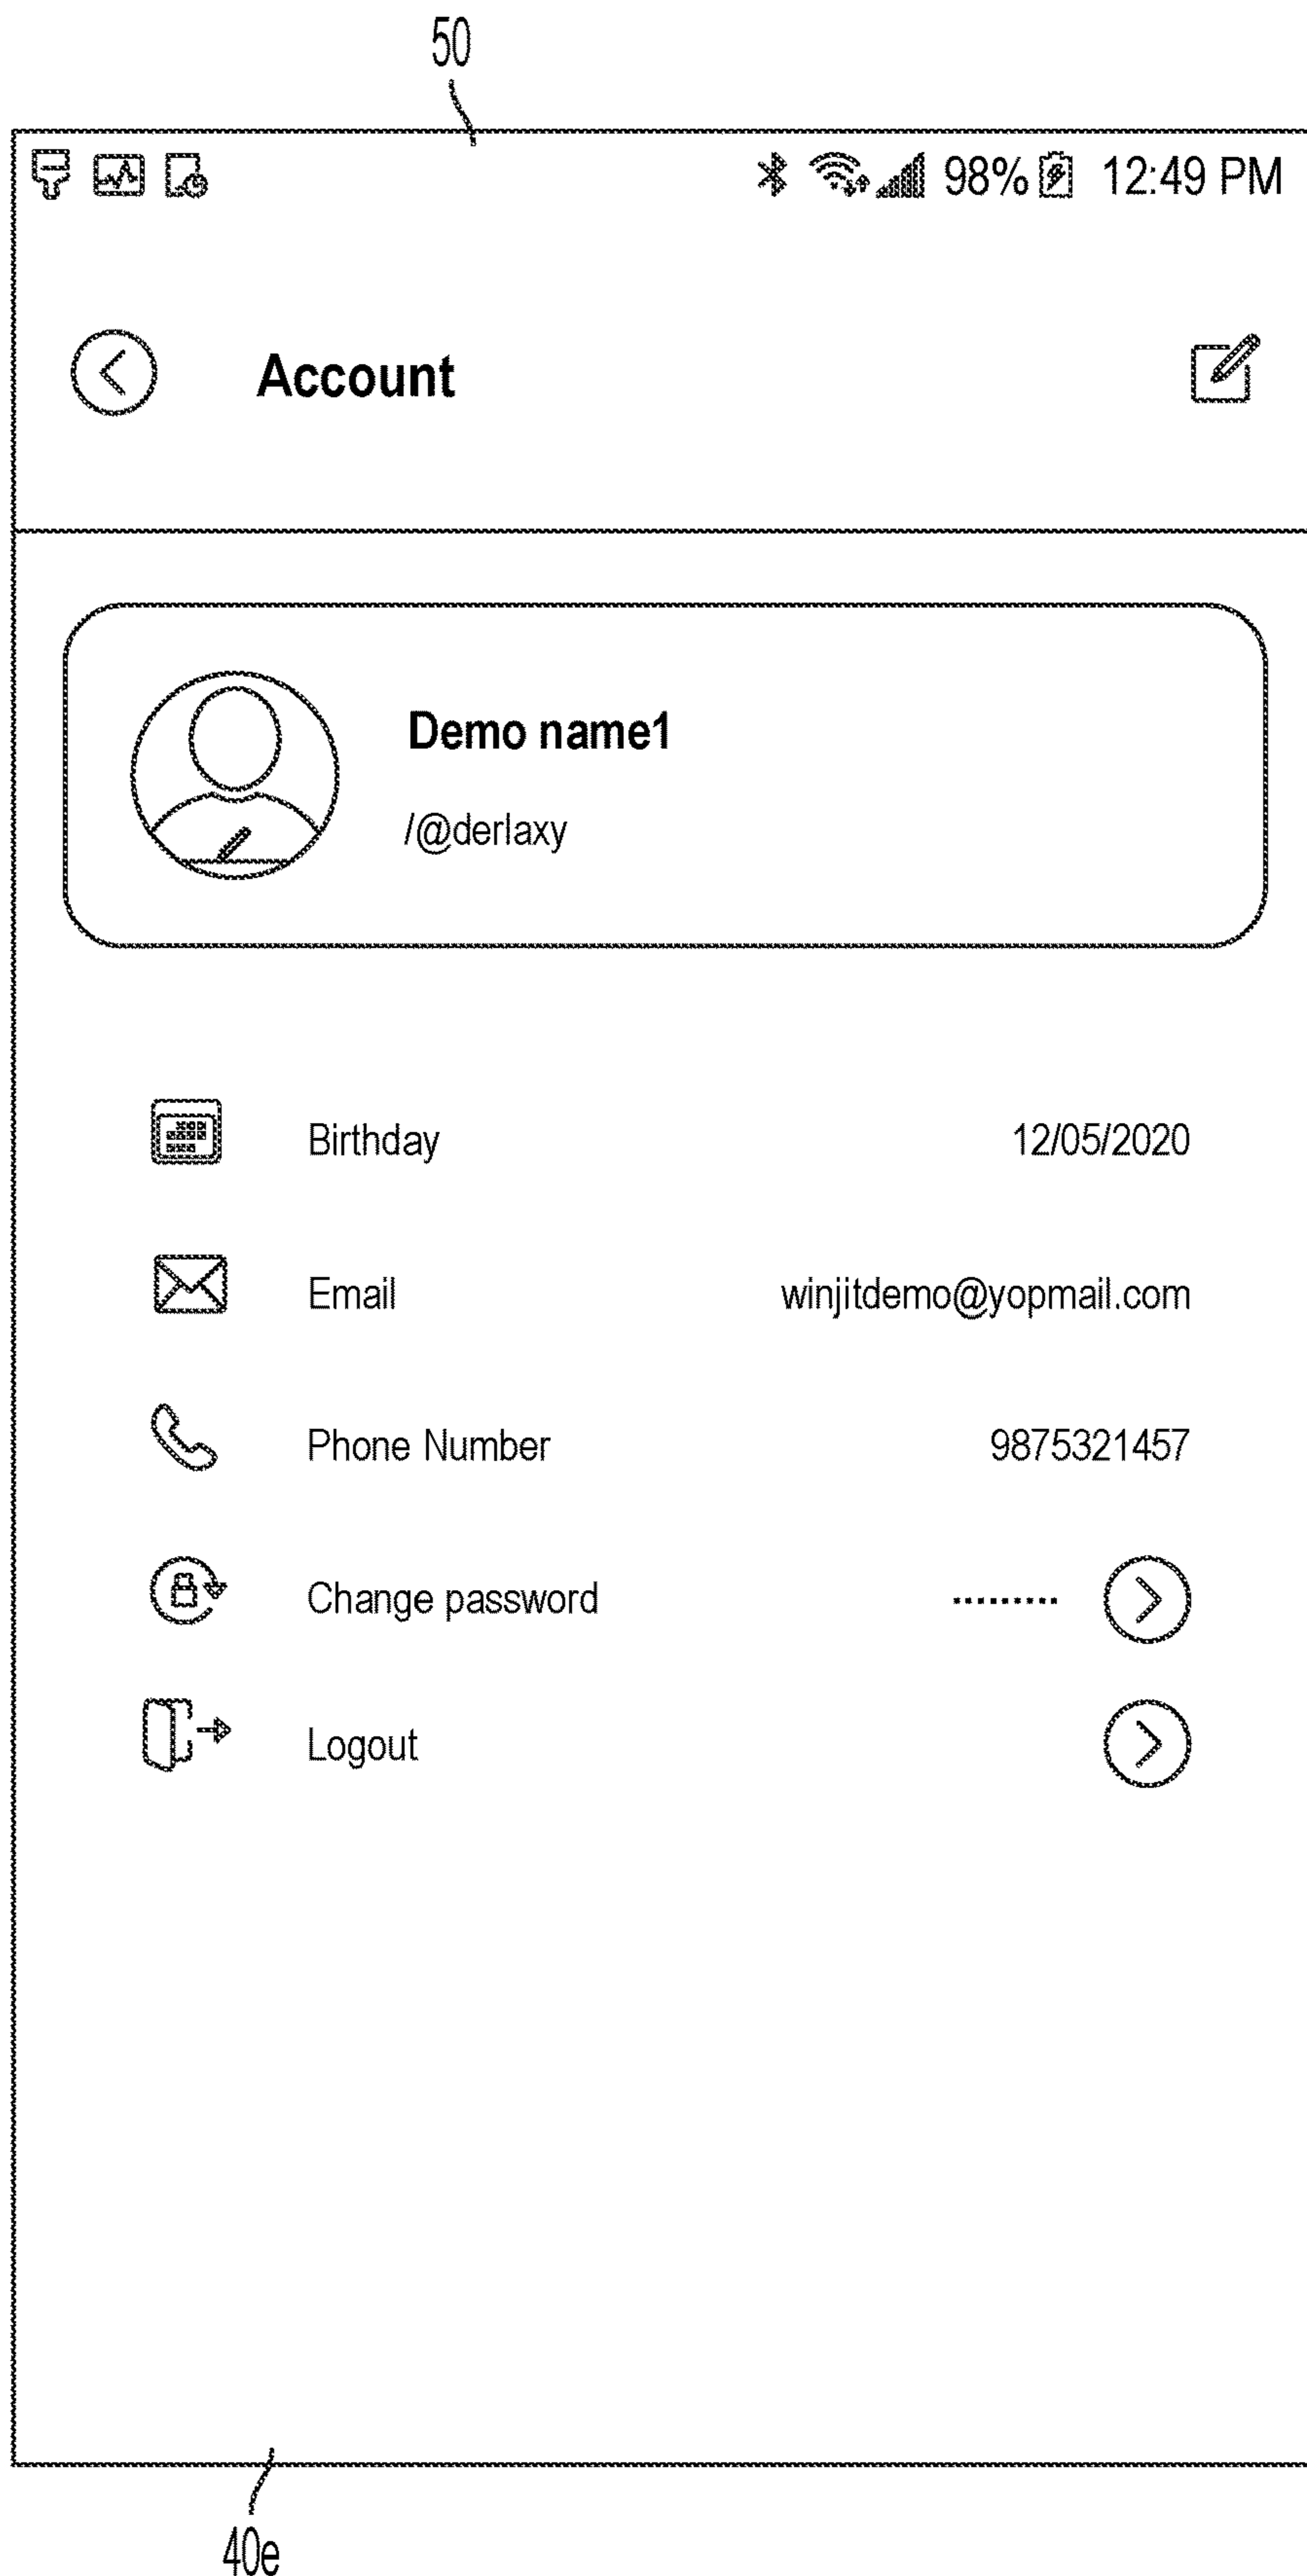 50
98% 12:49 PM
Account
Demo name1
/@derlaxy
Birthday 12/05/2020
Email winjitdemo@yopmail.com
Phone Number 9875321457
Change password .........
Logout
40e